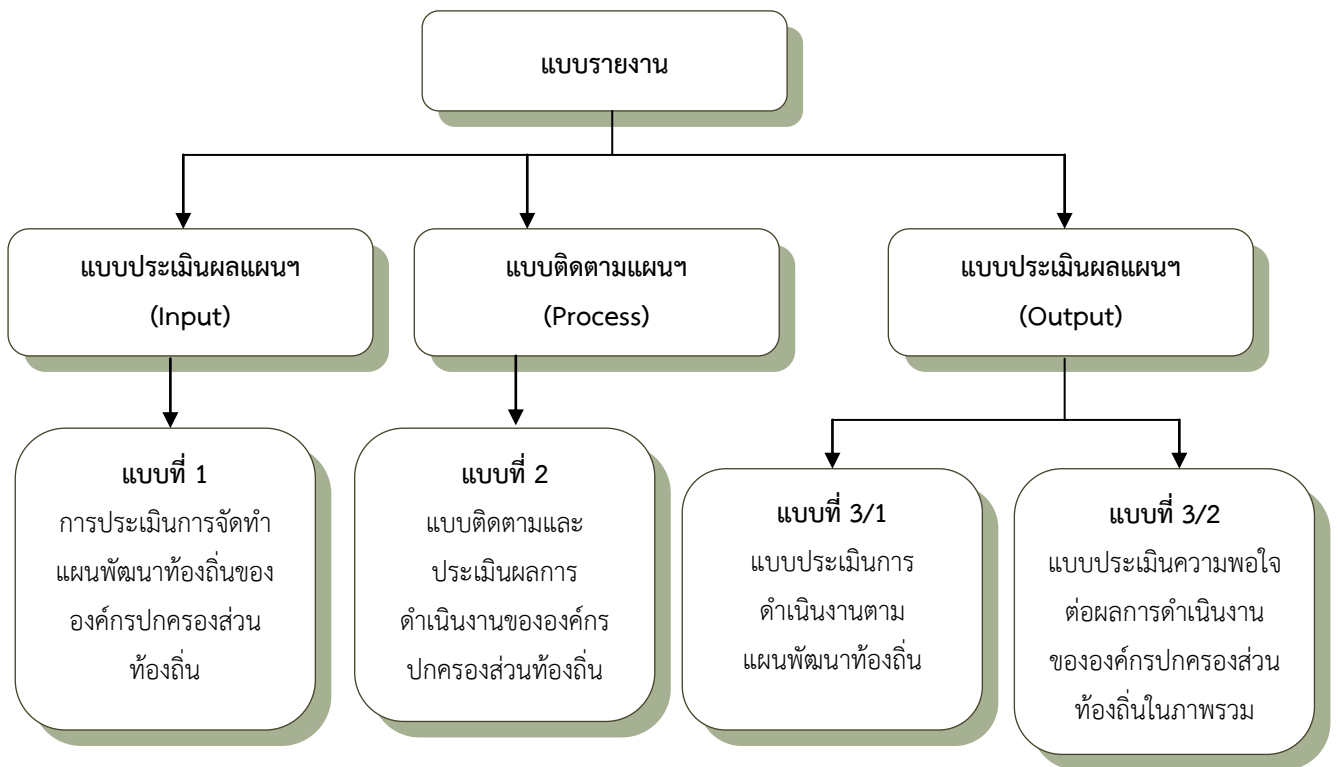 แบบรายงาน
แบบประเมินผลแผนฯ
(Input)
แบบติดตามแผนฯ
(Process)
แบบประเมินผลแผนฯ
(Output)
แบบที่ 1
การประเมินการจัดทำ
แผนพัฒนาท้องถิ่นของ
องค์กรปกครองส่วน
ท้องถิ่น
แบบที่ 2
แบบติดตามและ
ประเมินผลการ
ดำเนินงานขององค์กร
ปกครองส่วนท้องถิ่น
แบบที่ 3/1
แบบประเมินการ
ดำเนินงานตาม
แผนพัฒนาท้องถิ่น
แบบที่ 3/2
แบบประเมินความพอใจ
ต่อผลการดำเนินงาน
ขององค์กรปกครองส่วน
ท้องถิ่นในภาพรวม